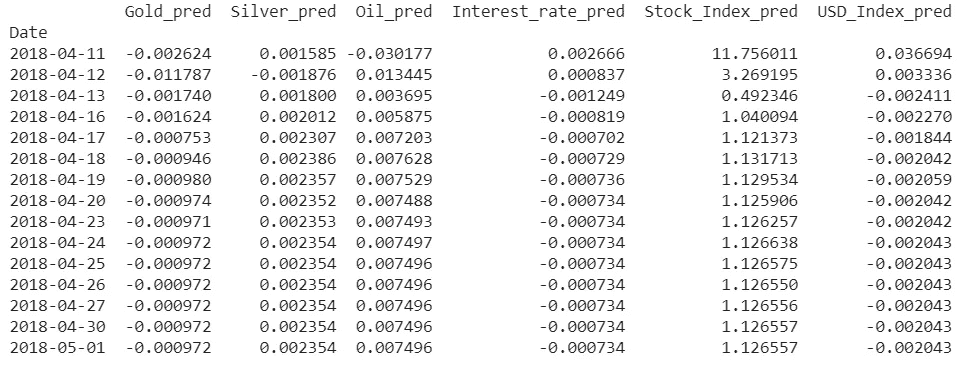 Gold_pred Silver_pred Oil_pred Interest_rate_pred Stock_Index_pred USD_Index_pred
Date
2018-04-11 -0.002624 0.001585 -0.030177 0.002666 11.756011 0.036694
2018-04-12 -0.011787 -0.001876 0.013445 0.000837 3.269195 0.003336
2018-04-13 -0.001740 0.001800 0.003695 -0.001249 0.492346 -0.002411
2018-04-16 -0.001624 0.002012 0.005875 -0.000819 1.040094 -0.002270
2018-04-17 -0.000753 0.002307 0.007203 -0.000702 1.121373 -0.001844
2018-04-18 -0.000946 0.002386 0.007628 -0.000729 1.131713 -0.002042
2018-04-19 -0.000980 0.002357 0.007529 -0.000736 1.129534 -0.002059
2018-04-20 -0.000974 0.002352 0.007488 -0.000734 1.125906 -0.002042
2018-04-23 -0.000971 0.002353 0.007493 -0.000734 1.126257 -0.002042
2018-04-24 -0.000972 0.002354 0.007497 -0.000734 1.126638 -0.002043
2018-04-25 -0.000972 0.002354 0.007496 -0.000734 1.126575 -0.002043
2018-04-26 -0.000972 0.002354 0.007496 -0.000734 1.126550 -0.002043
2018-04-27 -0.000972 0.002354 0.007496 -0.000734 1.126556 -0.002043
2018-04-30 -0.000972 0.002354 0.007496 -0.000734 1.126557 -0.002043
2018-05-01 -0.000972 0.002354 0.007496 -0.000734 1.126557 -0.002043